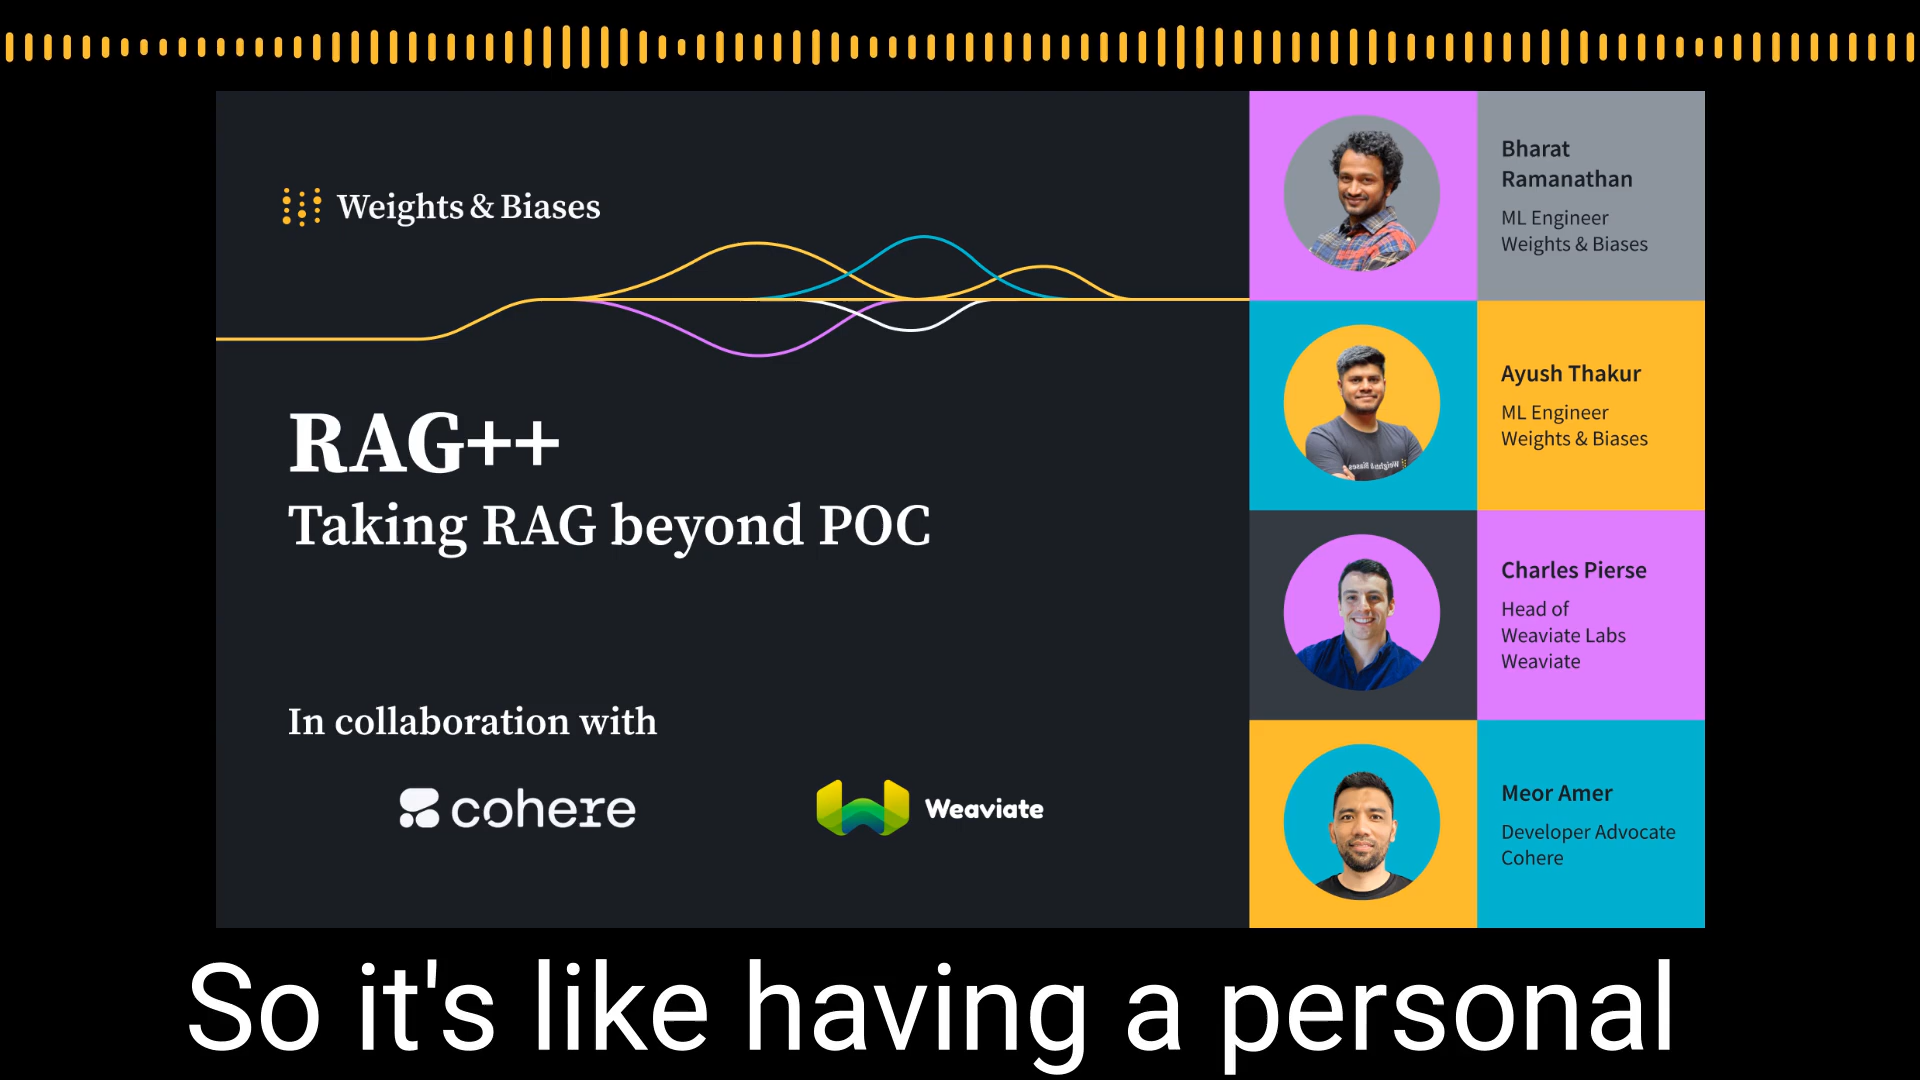 Weights & Biases
RAG++
Taking RAG beyond POC
In collaboration with
cohere
Weaviate
Bharat
Ramanathan
ML Engineer
Weights & Biases
Ayush Thakur
ML Engineer
Weights & Biases
Charles Pierse
Head of
Weaviate Labs
Weaviate
Meor Amer
Developer Advocate
Cohere
So it's like having a personal